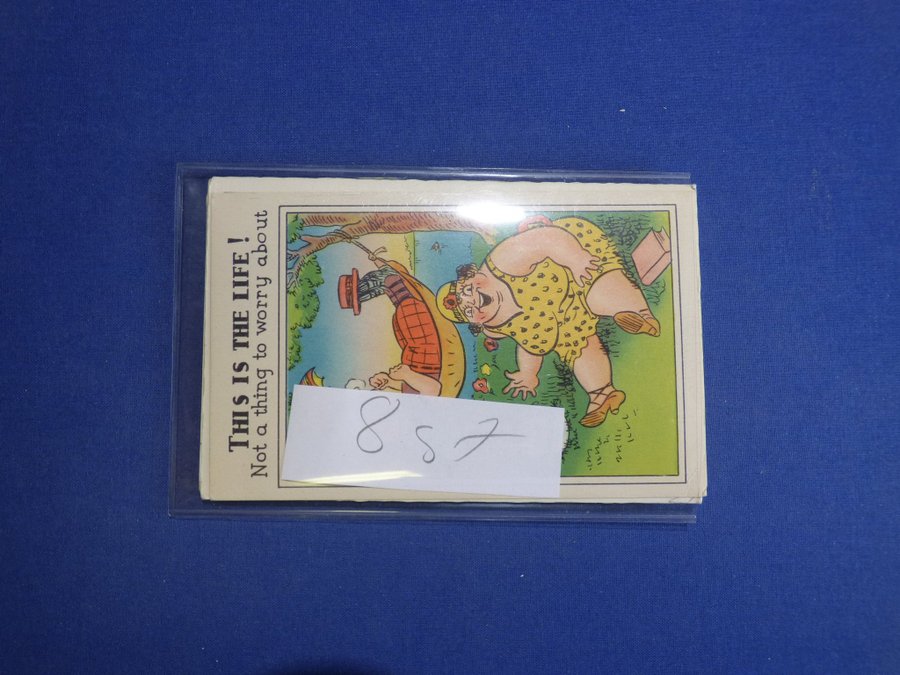 THIS IS THE LIFE!
Not a thing to worry about
857